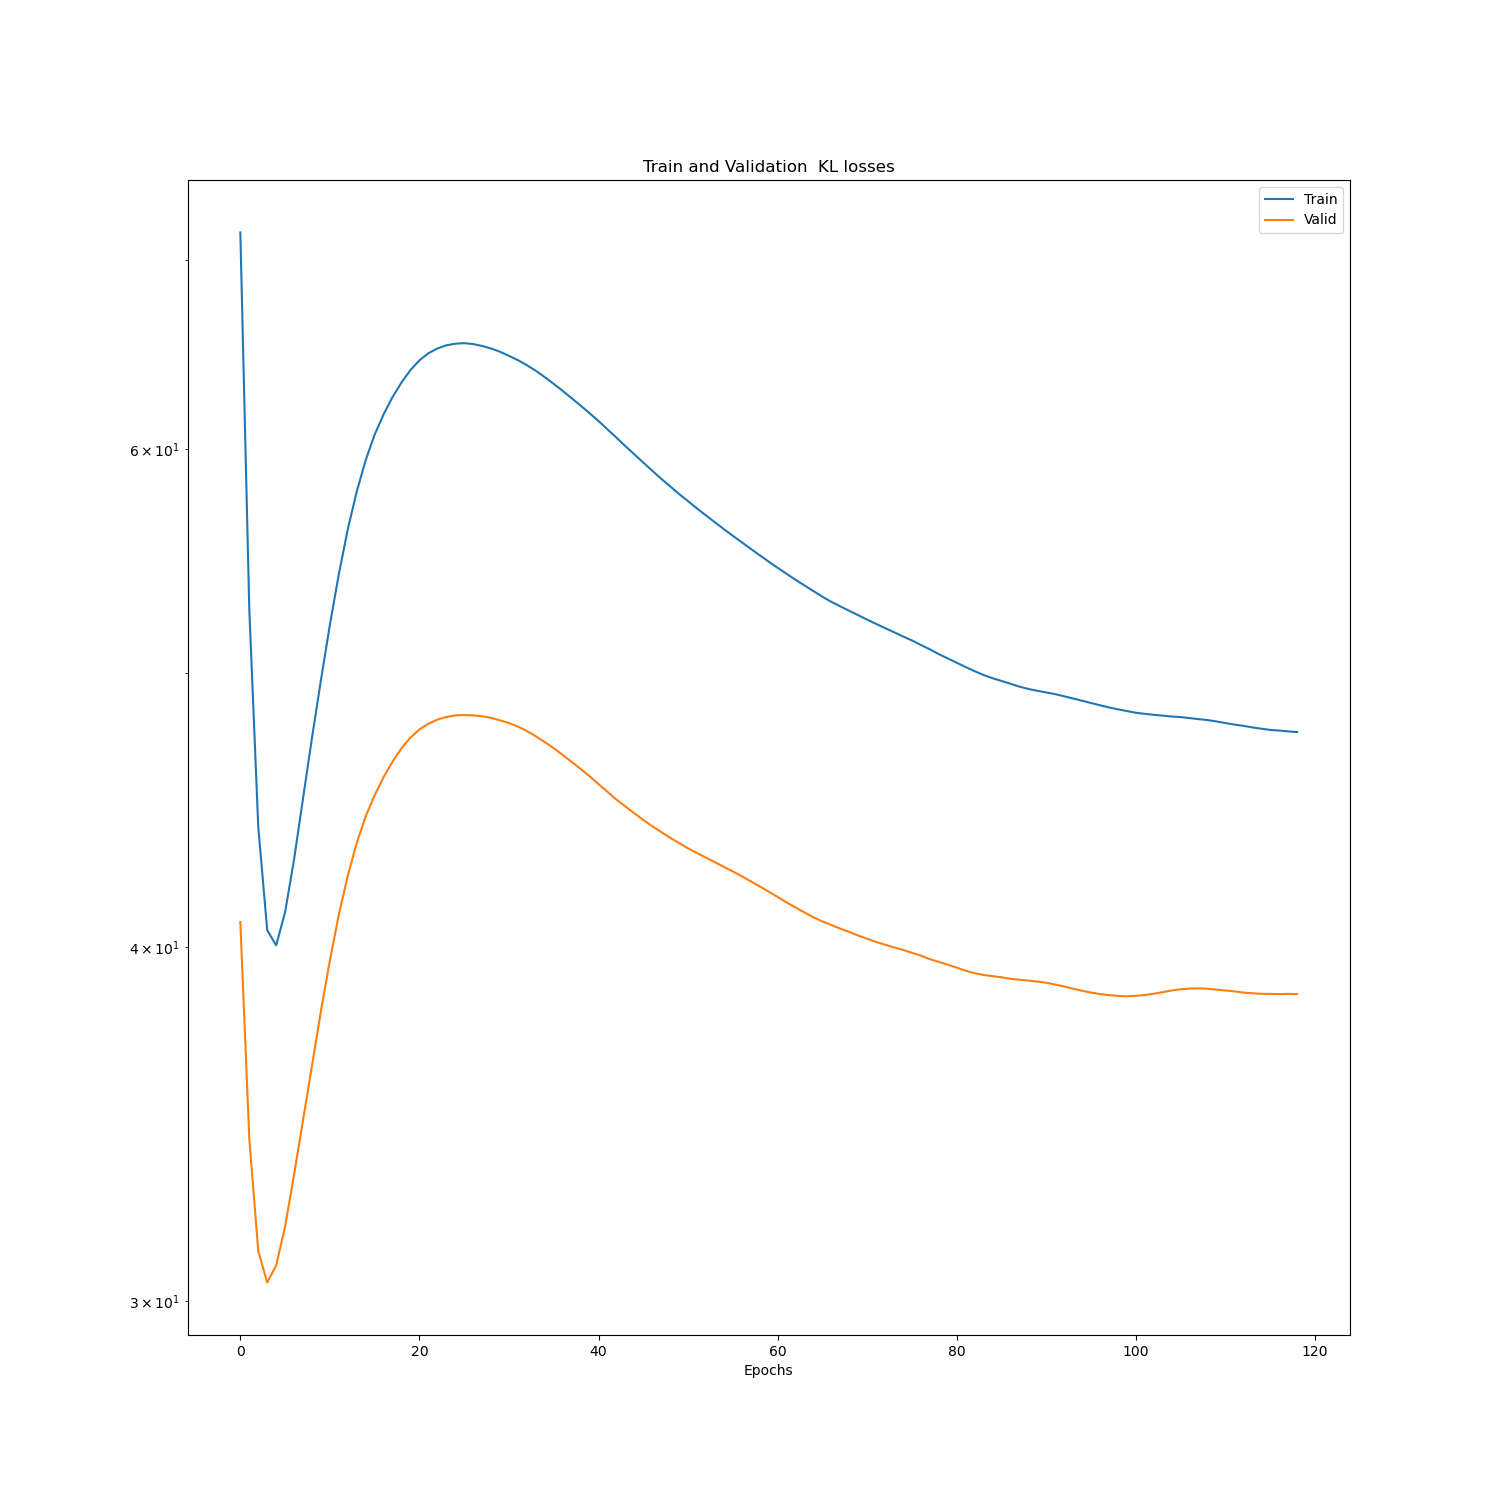 Train and Validation  KL losses
Train
Valid
6 × 10¹
4 × 10¹
3 × 10¹
0 20 40 60 80 100 120
Epochs